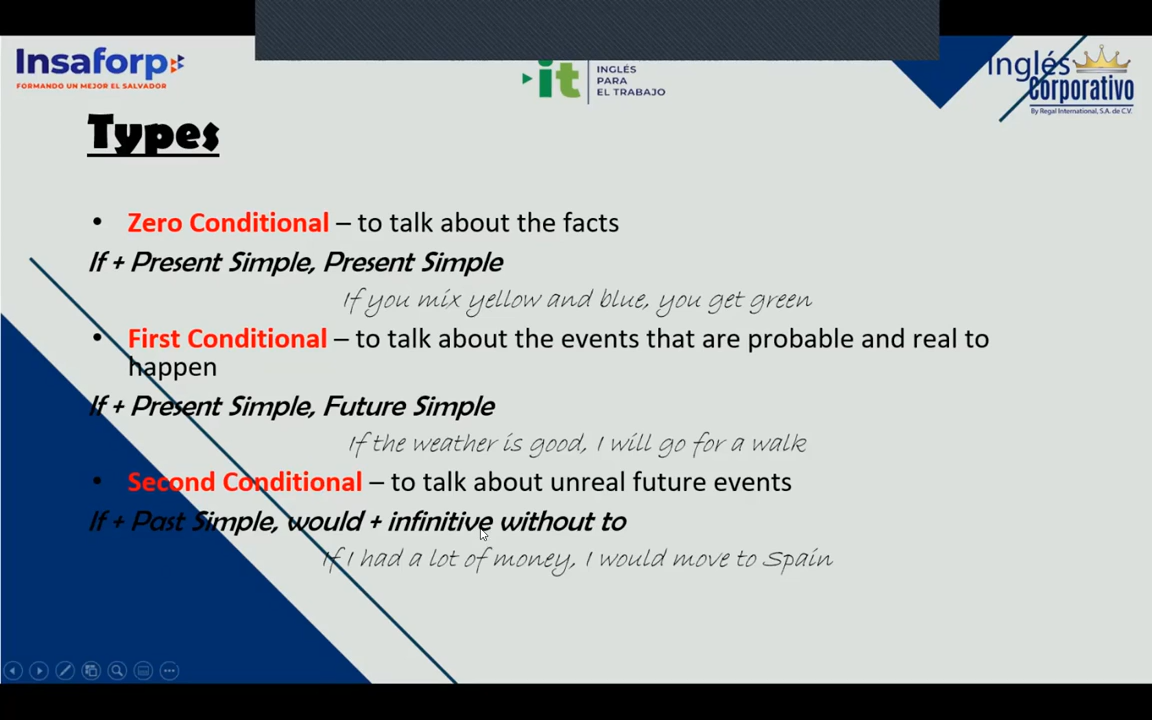 Insaforp
FORMANDO UN MEJOR EL SALVADOR
it
INGLÉS
PARA
EL TRABAJO
Inglés
Corporativo
By Regal International, S.A. de C.V.
Types
• Zero Conditional – to talk about the facts
If + Present Simple, Present Simple
If you mix yellow and blue, you get green
• First Conditional – to talk about the events that are probable and real to
happen
If + Present Simple, Future Simple
If the weather is good, I will go for a walk
• Second Conditional – to talk about unreal future events
If + Past Simple, would + infinitive without to
If I had a lot of money, I would move to Spain